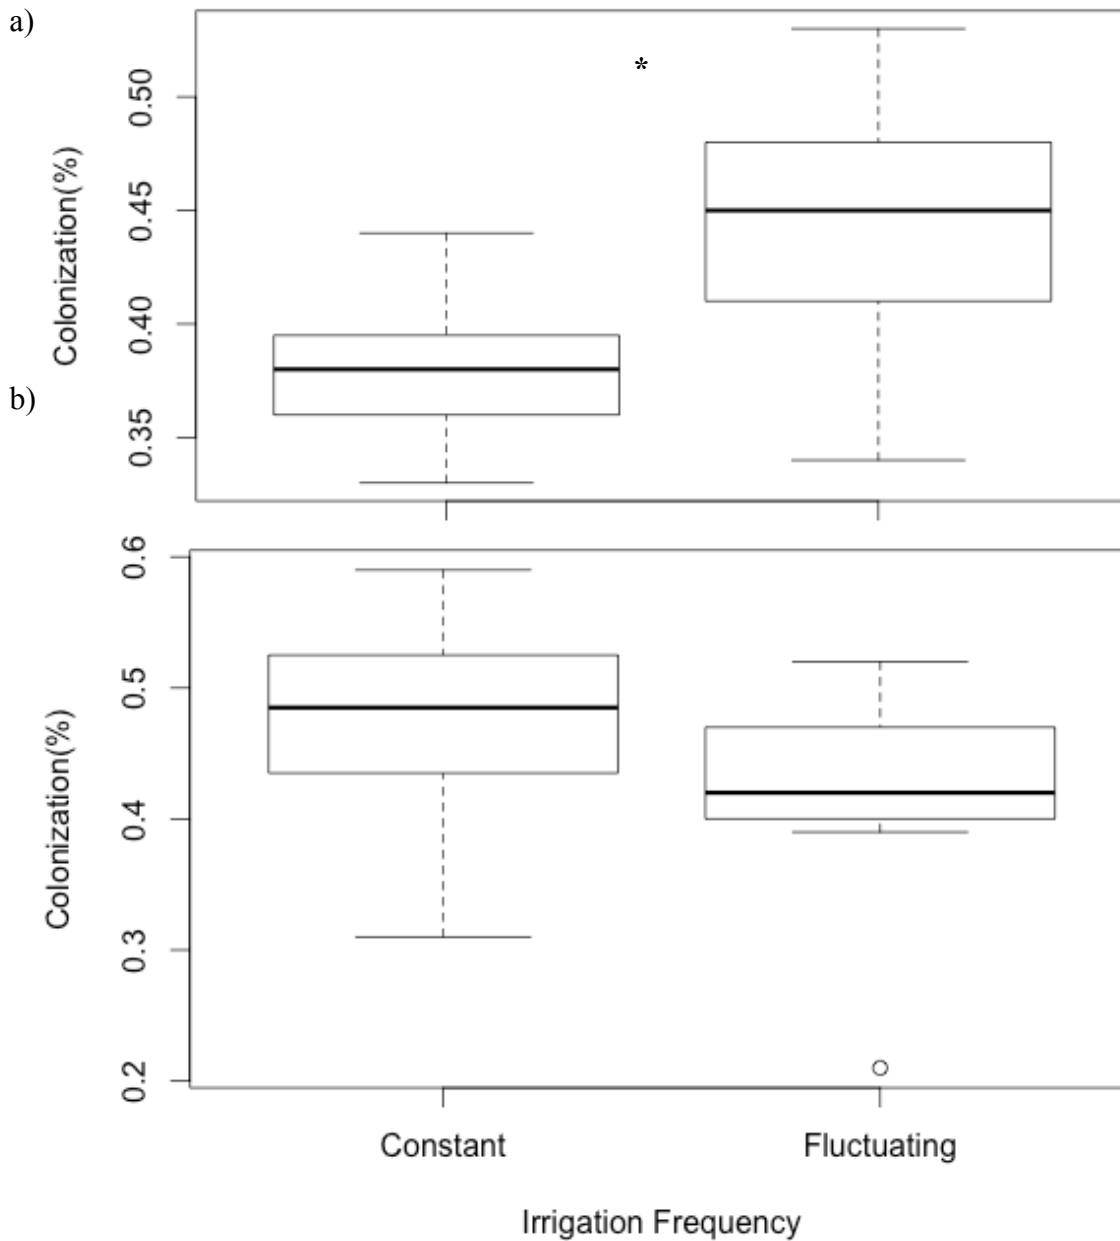 a)
*
0.50
0.45
0.40
0.35
Colonization(%)
b)
0.6
0.5
0.4
0.3
0.2
Colonization(%)
Constant Fluctuating
Irrigation Frequency